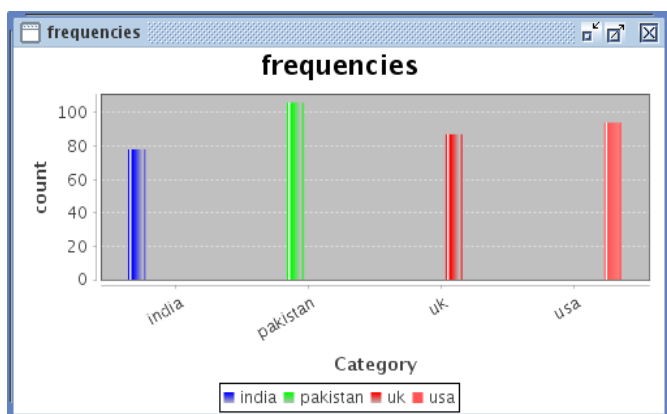 frequencies
frequencies
count
100
80
60
40
20
0
india
pakistan
uk
usa
Category
india pakistan uk usa